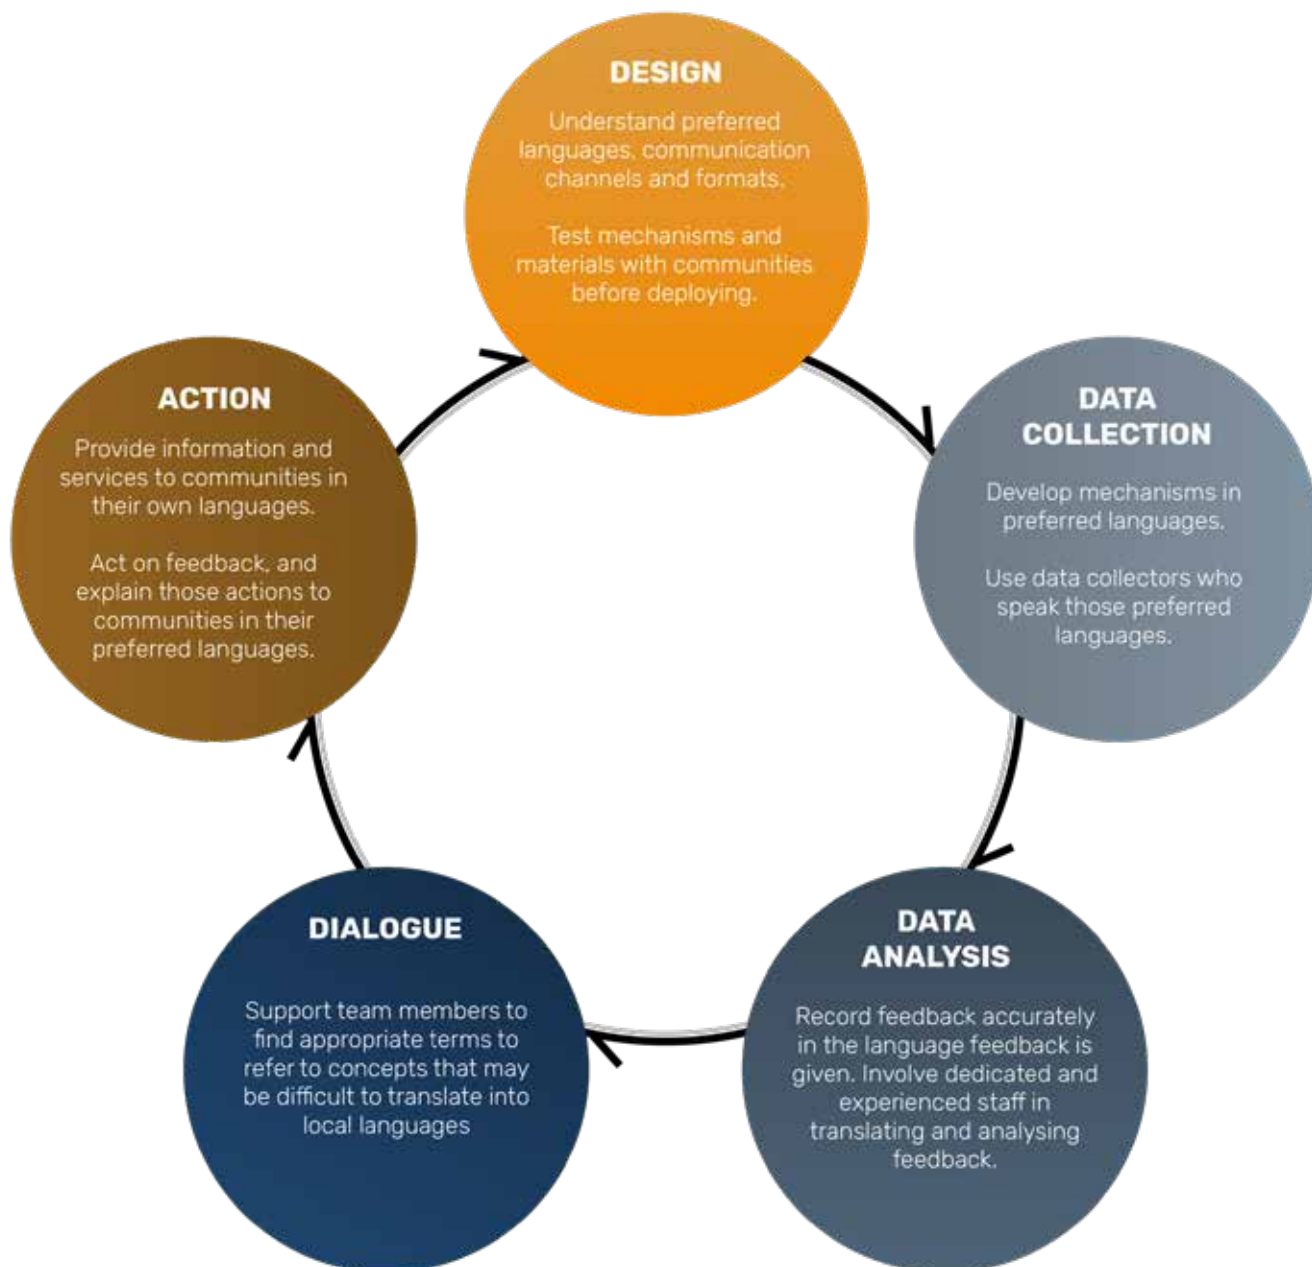 DESIGN
Understand preferred
languages, communication
channels and formats.
Test mechanisms and
materials with communities
before deploying.
DATA
COLLECTION
Develop mechanisms in
preferred languages.
Use data collectors who
speak those preferred
languages.
DATA
ANALYSIS
Record feedback accurately
in the language feedback is
given. Involve dedicated and
experienced staff in
translating and analysing
feedback.
DIALOGUE
Support team members to
find appropriate terms to
refer to concepts that may
be difficult to translate into
local languages
ACTION
Provide information and
services to communities in
their own languages.
Act on feedback, and
explain those actions to
communities in their
preferred languages.